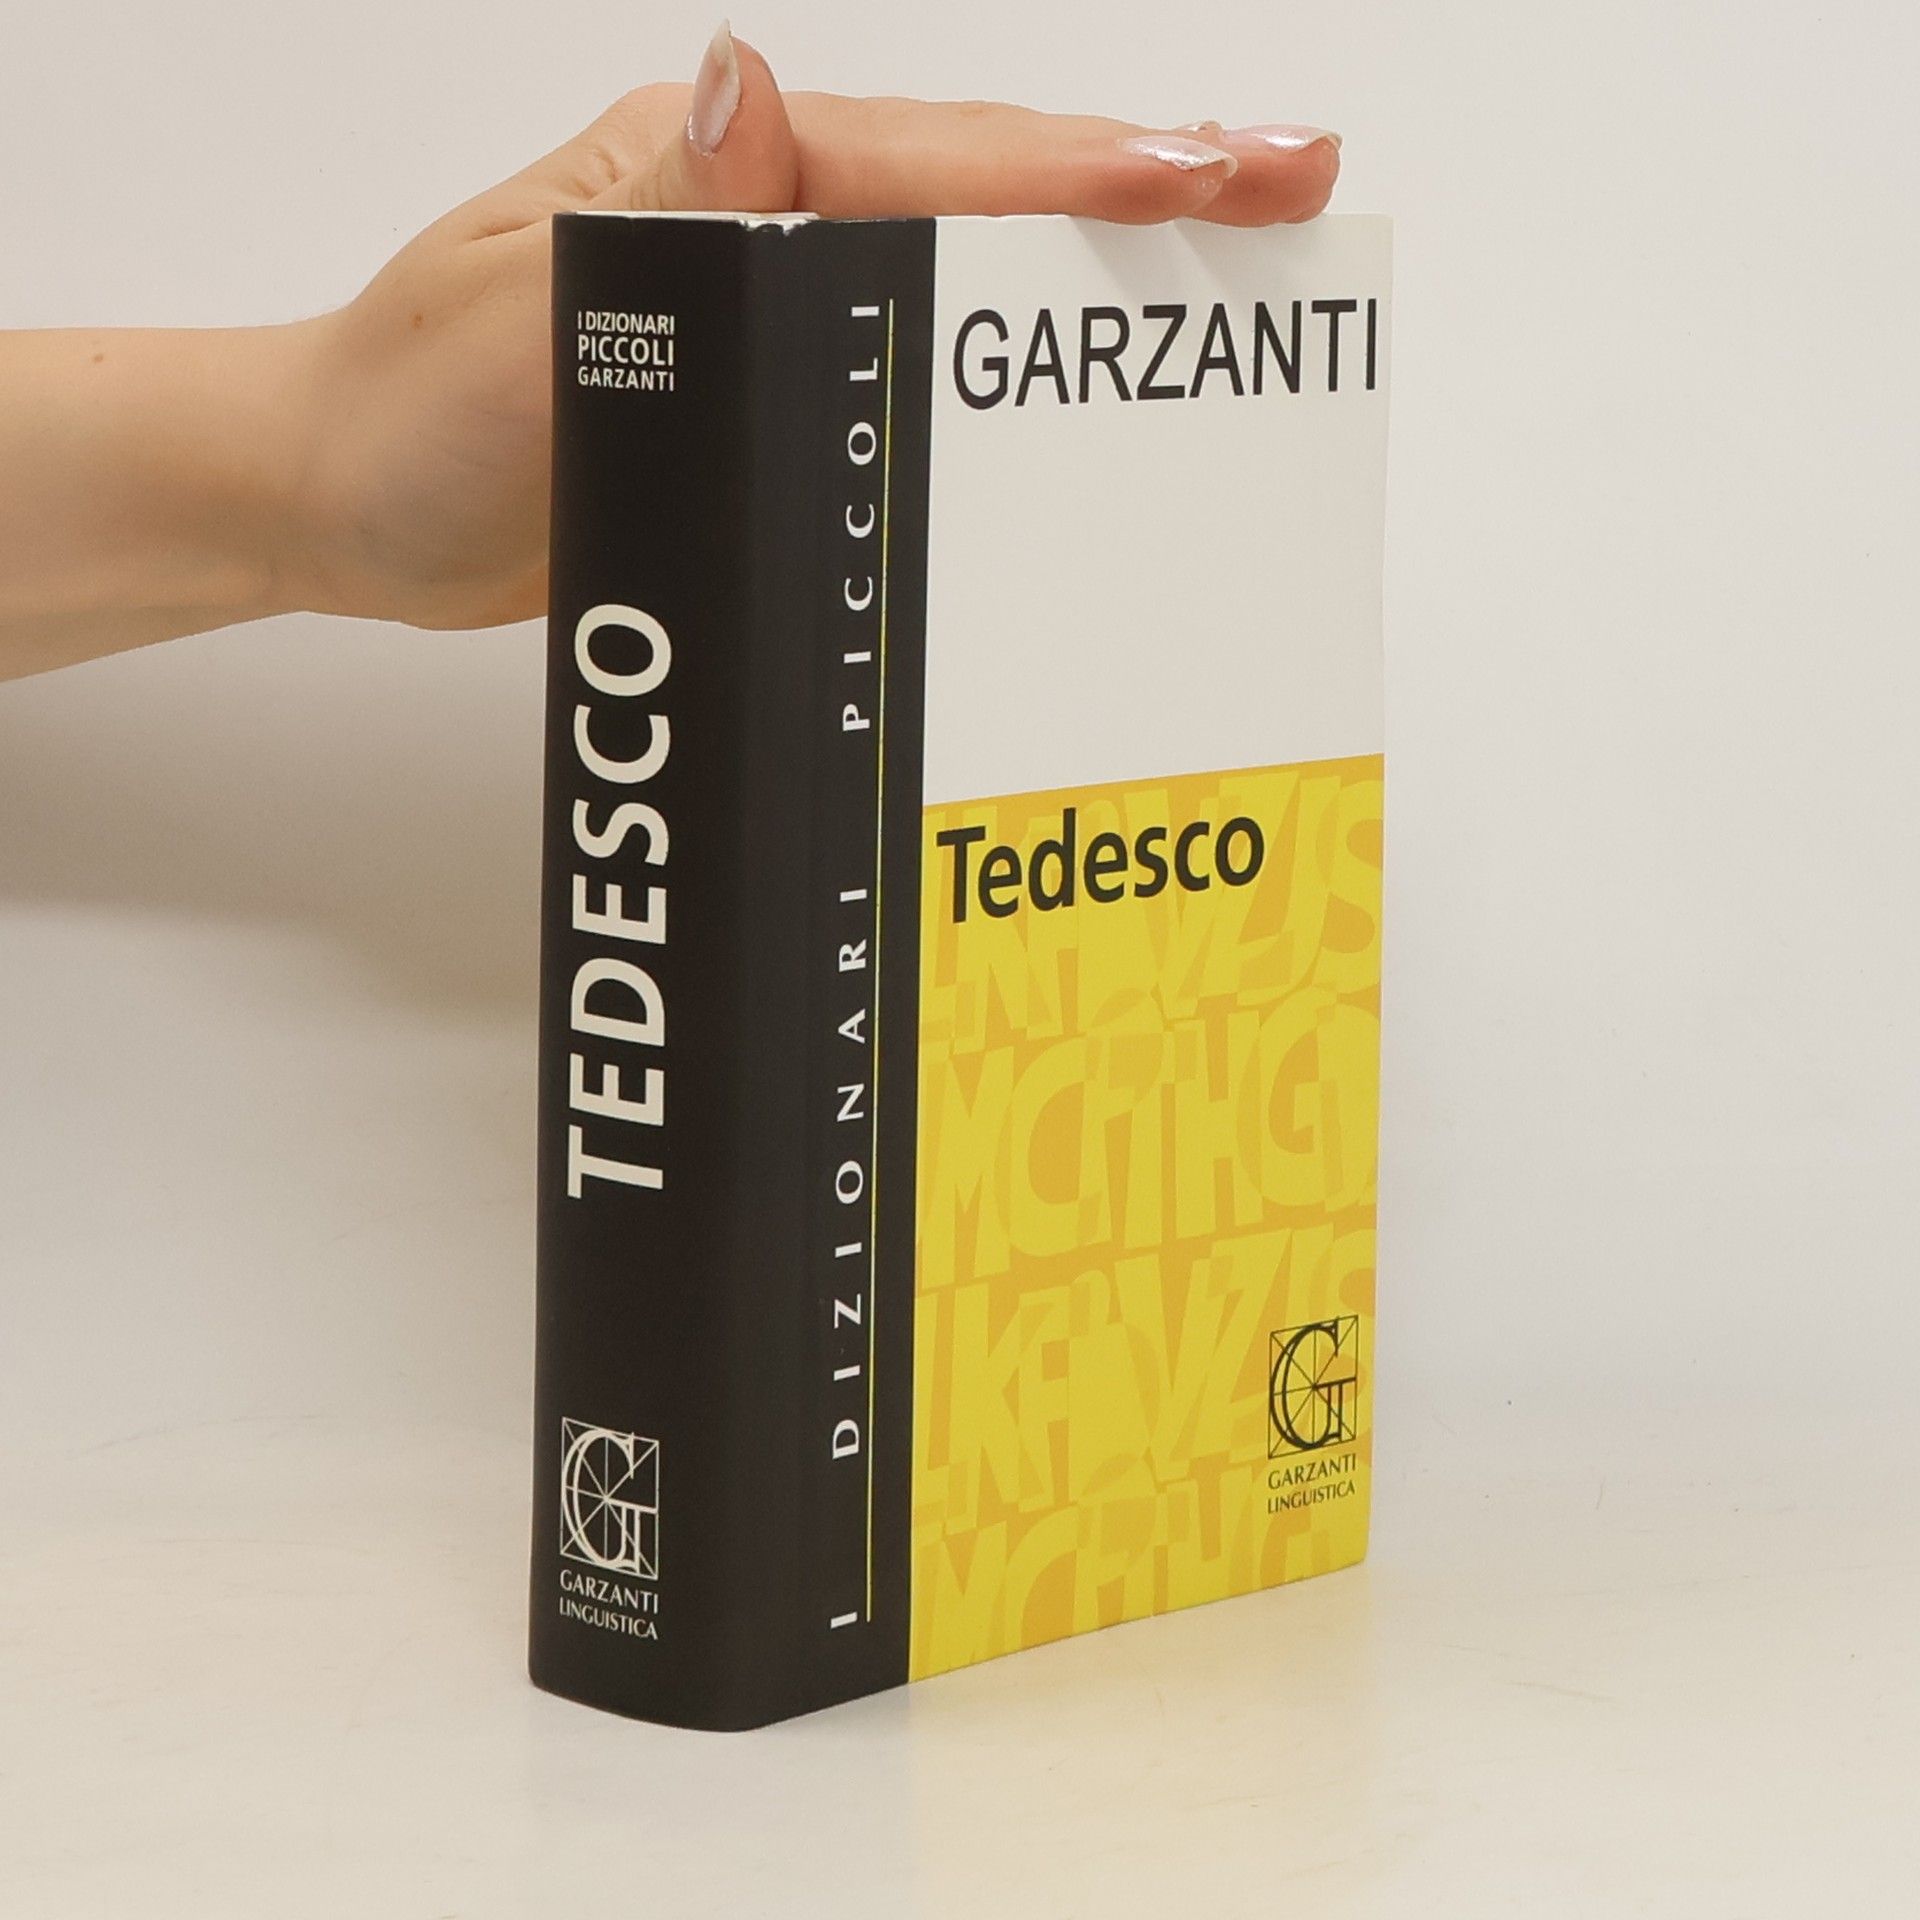 I DIZIONARI
PICCOLI
GARZANTI
TEDESCO
GARZANTI
LINGUISTICA
I DIZIONARI PICCOLI
GARZANTI
Tedesco
GARZANTI
LINGUISTICA